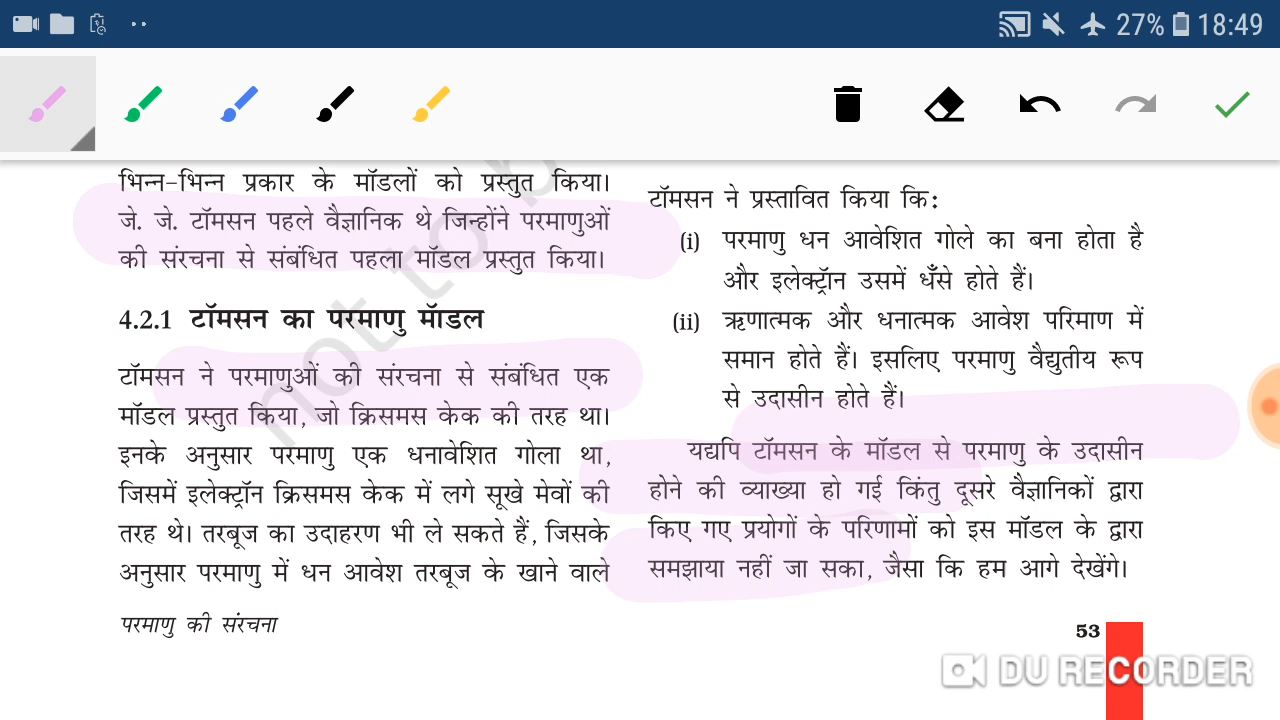 27% 18:49
भिन्न-भिन्न प्रकार के मॉडलों को प्रस्तुत किया।
जे. जे. टॉमसन पहले वैज्ञानिक थे जिन्होंने परमाणुओं
की संरचना से संबंधित पहला मॉडल प्रस्तुत किया।
4.2.1 टॉमसन का परमाणु मॉडल
टॉमसन ने परमाणुओं की संरचना से संबंधित एक
मॉडल प्रस्तुत किया, जो क्रिसमस केक की तरह था।
इनके अनुसार परमाणु एक धनावेशित गोला था,
जिसमें इलेक्ट्रॉन क्रिसमस केक में लगे सूखे मेवों की
तरह थे। तरबूज का उदाहरण भी ले सकते हैं, जिसके
अनुसार परमाणु में धन आवेश तरबूज के खाने वाले
परमाणु की संरचना
not to b
टॉमसन ने प्रस्तावित किया कि:
(i) परमाणु धन आवेशित गोले का बना होता है
और इलेक्ट्रॉन उसमें धँसे होते हैं।
(ii) ऋणात्मक और धनात्मक आवेश परिमाण में
समान होते हैं। इसलिए परमाणु वैद्युतीय रूप
से उदासीन होते हैं।
यद्यपि टॉमसन के मॉडल से परमाणु के उदासीन
होने की व्याख्या हो गई किंतु दूसरे वैज्ञानिकों द्वारा
किए गए प्रयोगों के परिणामों को इस मॉडल के द्वारा
समझाया नहीं जा सका, जैसा कि हम आगे देखेंगे।
53
DU RECORDER